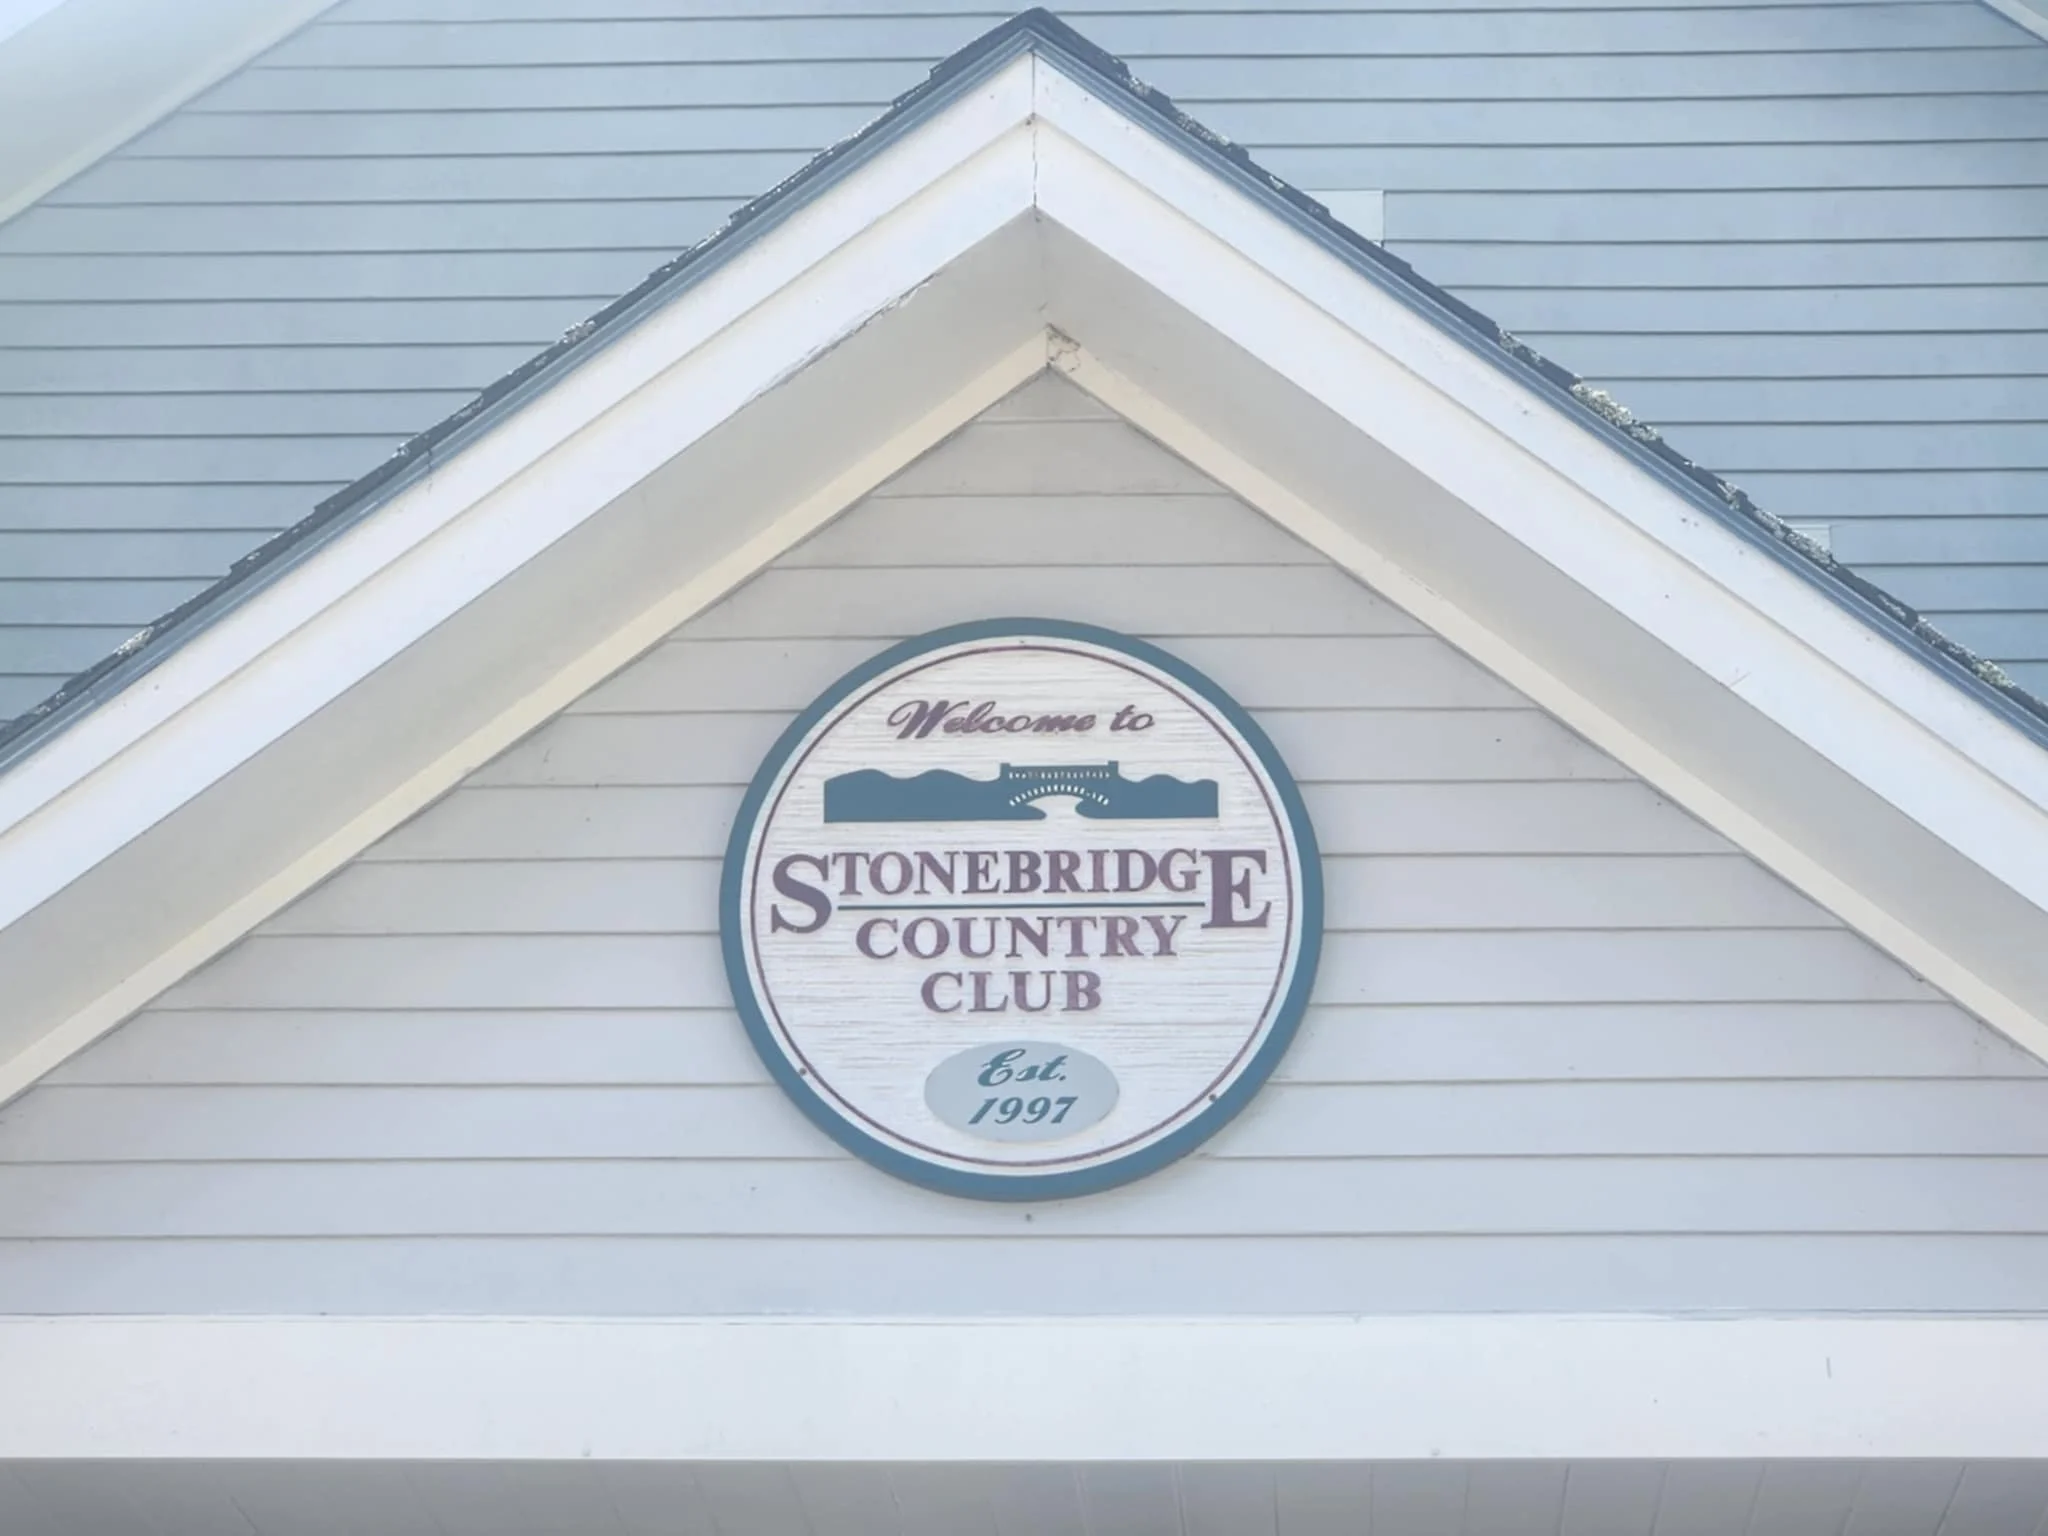 Welcome to
STONEBRIDGE
COUNTRY
CLUB
Est.
1997